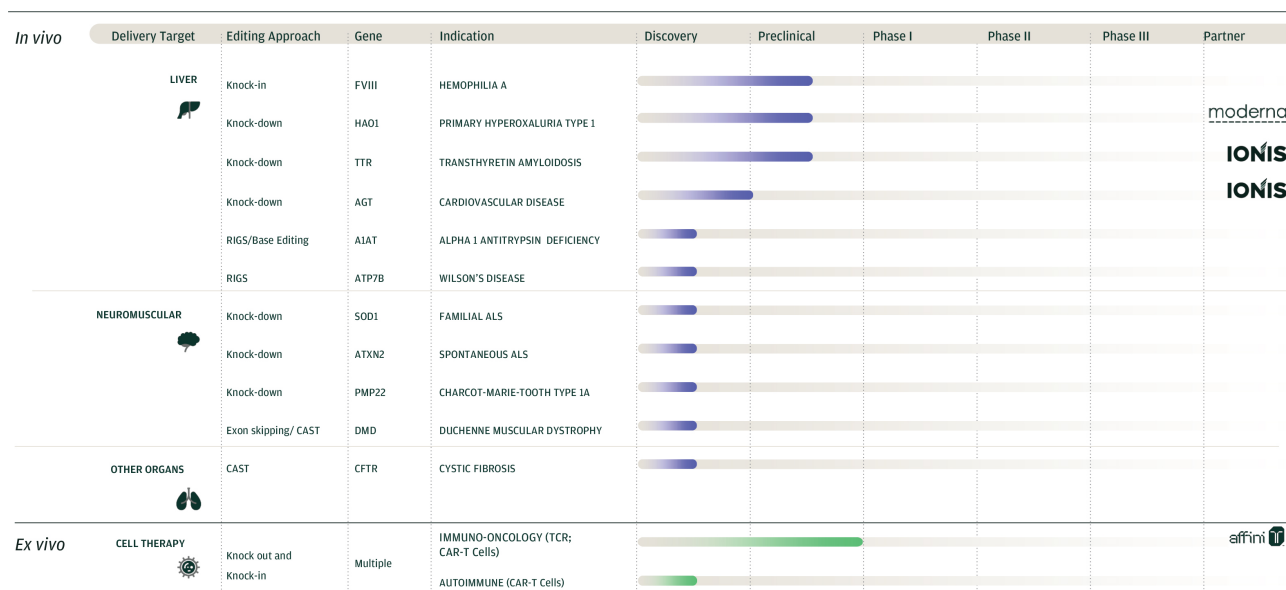 In vivo Delivery Target Editing Approach Gene Indication Discovery Preclinical Phase I Phase II Phase III Partner
LIVER
Knock-in FVIII HEMOPHILIA A
Knock-down HAO1 PRIMARY HYPEROXALURIA TYPE 1 moderna
Knock-down TTR TRANSTHYRETIN AMYLOIDOSIS IONIS
Knock-down AGT CARDIOVASCULAR DISEASE IONIS
RIGS/Base Editing A1AT ALPHA 1 ANTITRYPSIN DEFICIENCY
RIGS ATP7B WILSON'S DISEASE
NEUROMUSCULAR Knock-down SOD1 FAMILIAL ALS
Knock-down ATXN2 SPONTANEOUS ALS
Knock-down PMP22 CHARCOT-MARIE-TOOTH TYPE 1A
Exon skipping/ CAST DMD DUCHENNE MUSCULAR DYSTROPHY
OTHER ORGANS CAST CFTR CYSTIC FIBROSIS
Ex vivo CELL THERAPY
Knock out and
Knock-in
Multiple
IMMUNO-ONCOLOGY (TCR;
CAR-T Cells)
affini T
AUTOIMMUNE (CAR-T Cells)